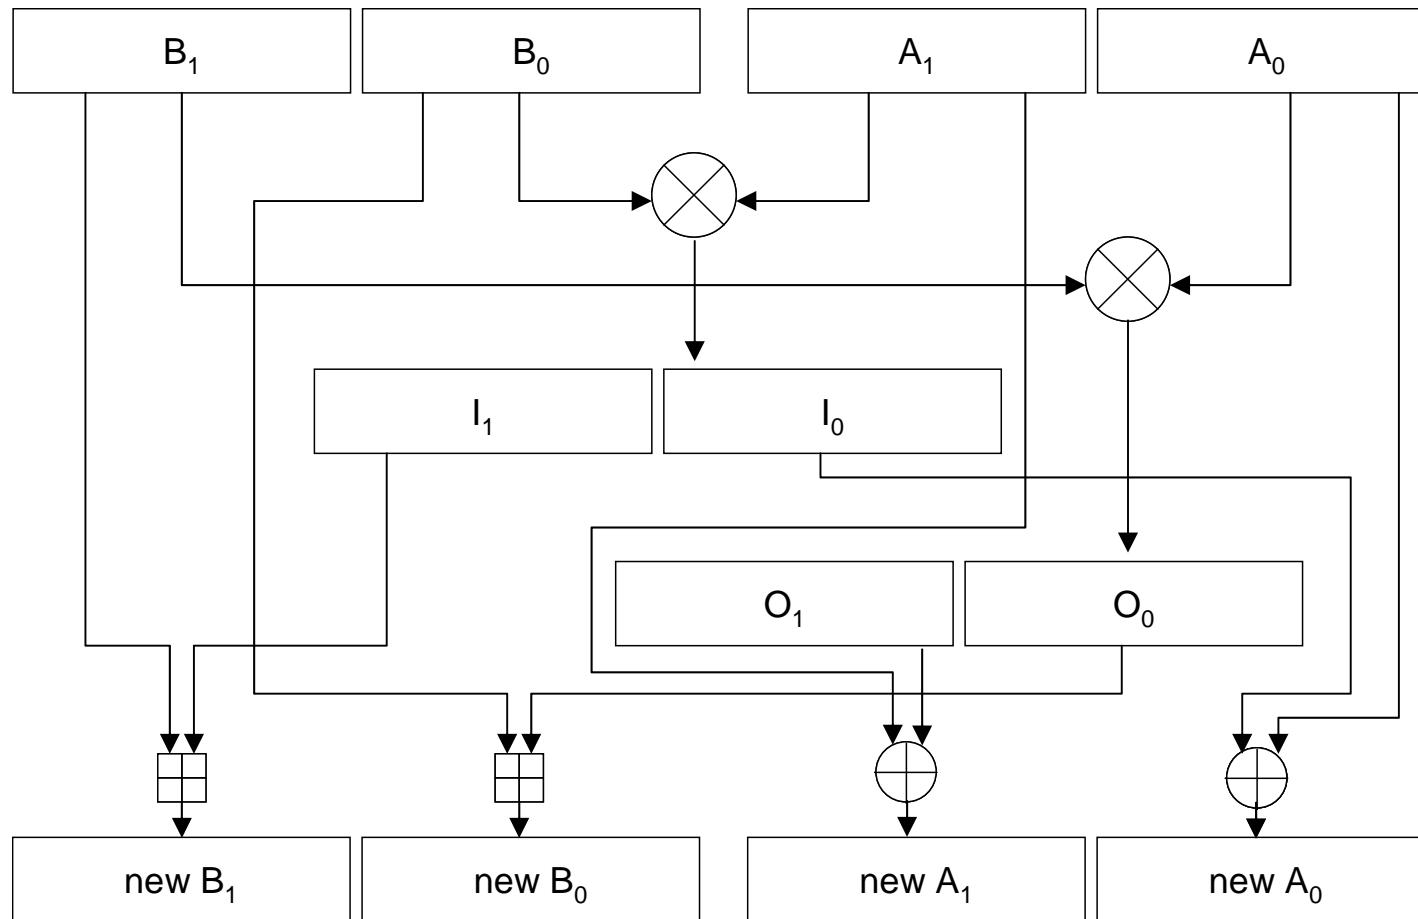 B₁ B₀ A₁ A₀
I₁ I₀
O₁ O₀
new B₁ new B₀ new A₁ new A₀